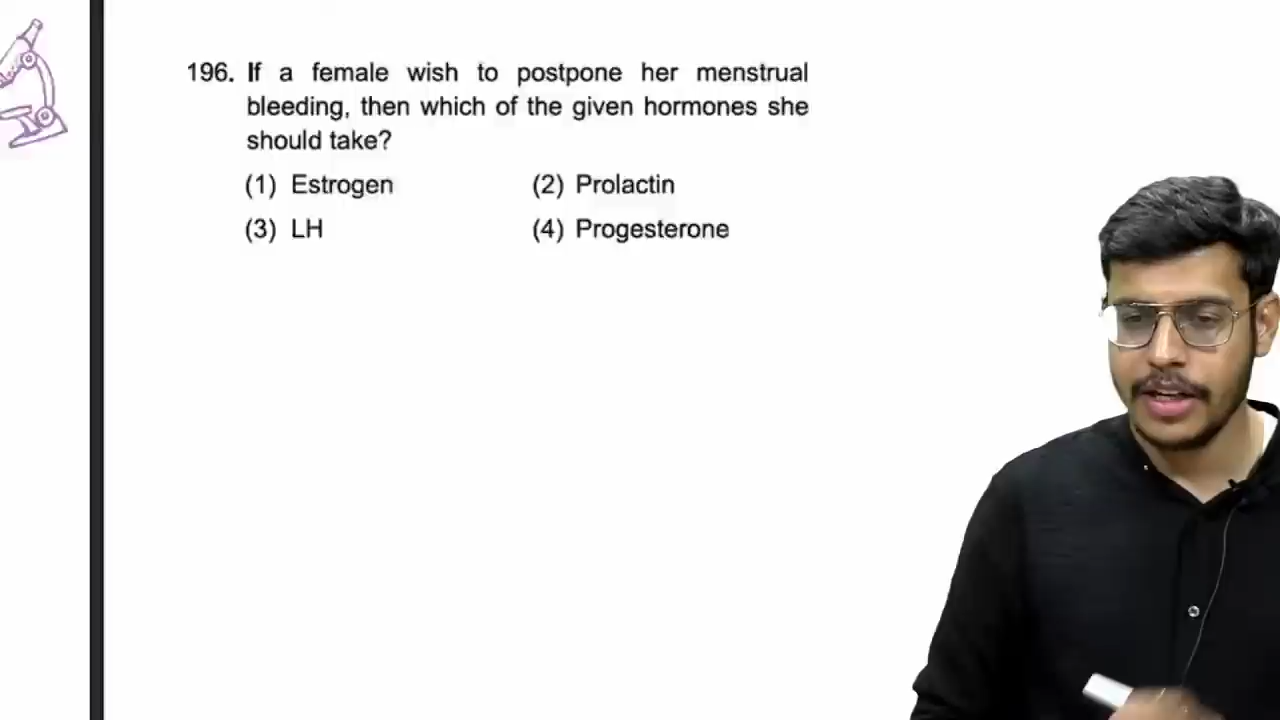 196. If a female wish to postpone her menstrual
bleeding, then which of the given hormones she
should take?
(1) Estrogen (2) Prolactin
(3) LH (4) Progesterone